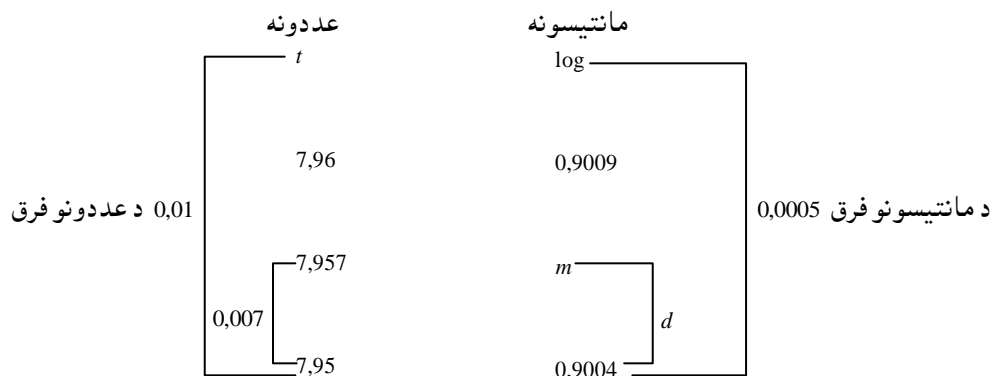 عددونه مانتیسونه
t log
7,96 0,9009
د عددونو فرق 0,01 د مانتیسونو فرق 0,0005
7,957 m
0,007 d
7,95 0,9004